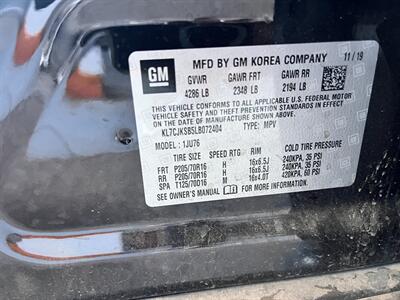 GM
MFD BY GM KOREA COMPANY 11/19
GVWR GAWR FRT GAWR RR
4286 LB 2348 LB 2194 LB
THIS VEHICLE CONFORMS TO ALL APPLICABLE U.S. FEDERAL MOTOR
VEHICLE SAFETY, BUMPER, AND THEFT PREVENTION STANDARDS IN EFFECT
ON THE DATE OF MANUFACTURE SHOWN ABOVE.
KL7CJKSB5LB072404 TYPE: MPV
MODEL: 1JU76
TIRE SIZE SPEED RTG RIM COLD TIRE PRESSURE
FRT P205/70R16 H 16x6.5J 240KPA, 35 PSI
RR P205/70R16 H 16x6.5J 240KPA, 35 PSI
SPA T125/70D16 M 16x4.0T 420KPA, 60 PSI
SEE OWNER'S MANUAL FOR MORE INFORMATION.